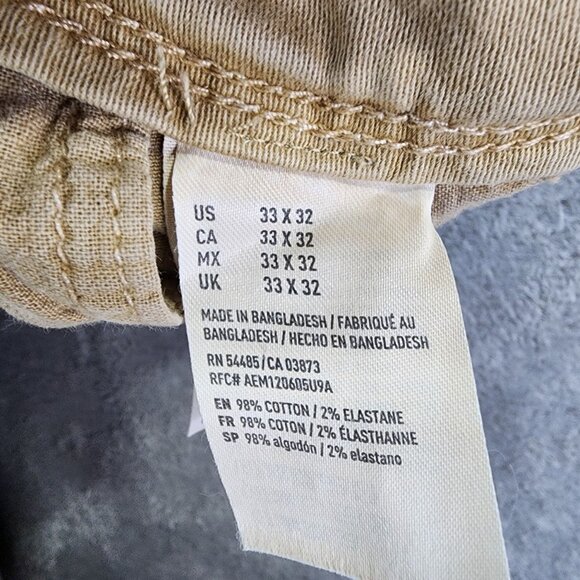 US 33 X 32
CA 33 X 32
MX 33 X 32
UK 33 X 32
MADE IN BANGLADESH / FABRIQUÉ AU
BANGLADESH / HECHO EN BANGLADESH
RN 54485/CA 03873
RFC# AEM120605U9A
EN 98% COTTON / 2% ELASTANE
FR 98% COTTON / 2% ÉLASTHANNE
SP 98% algodón / 2% elastano